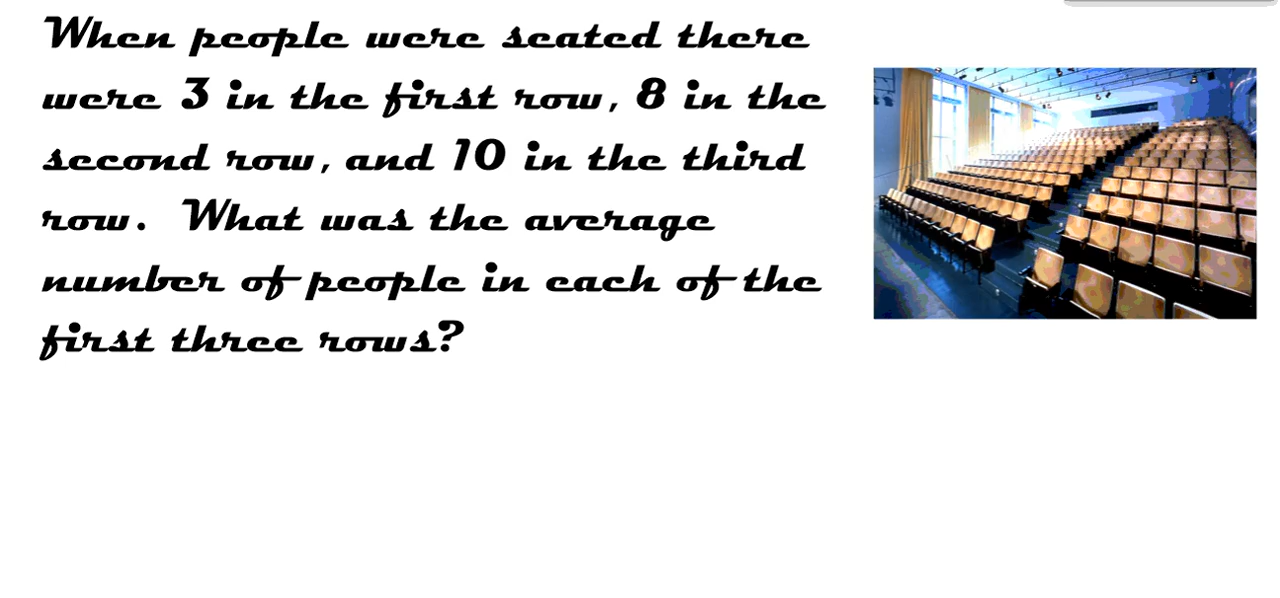 When people were seated there
were 3 in the first row, 8 in the
second row, and 10 in the third
row. What was the average
number of people in each of the
first three rows?